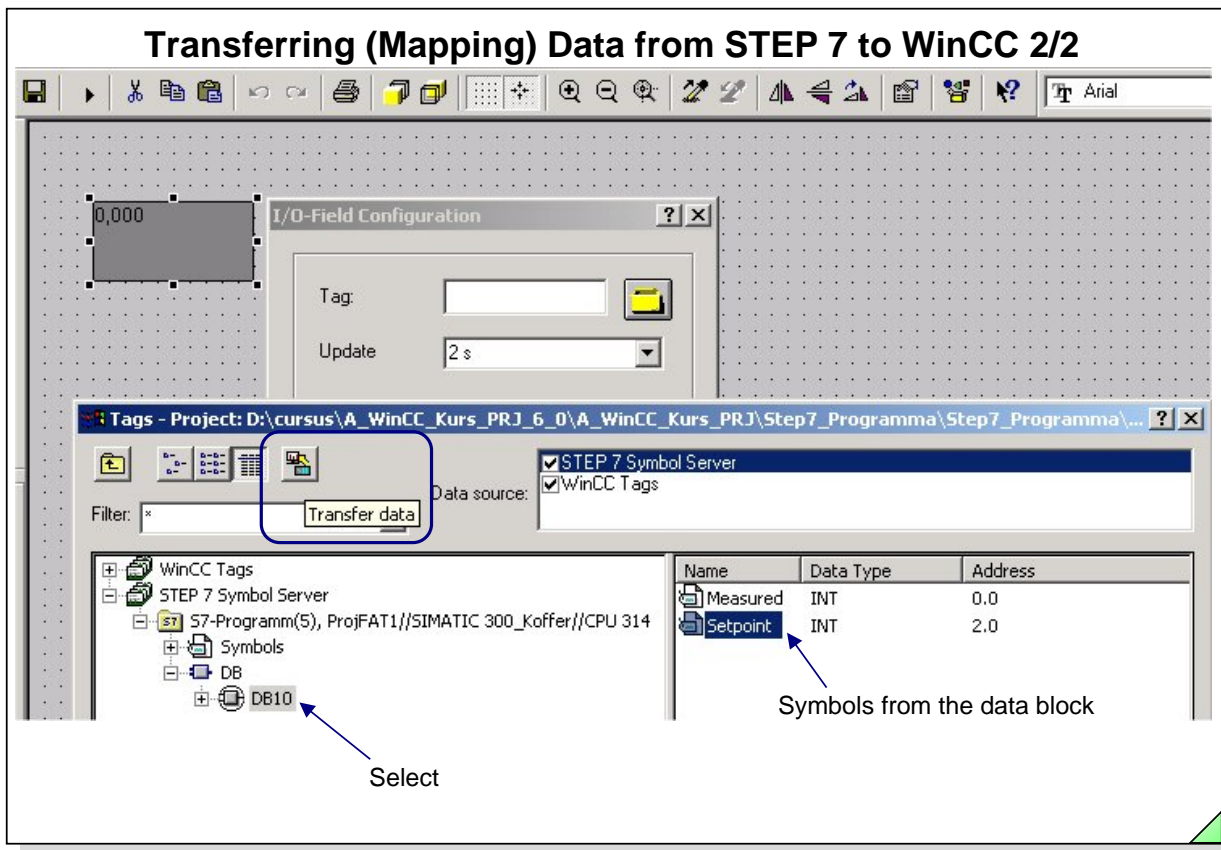 Transferring (Mapping) Data from STEP 7 to WinCC 2/2
Arial
0,000
I/O-Field Configuration
Tag:
Update
2 s
Tags - Project: D:\cursus\A_WinCC_Kurs_PRJ_6_0\A_WinCC_Kurs_PRJ\Step7_Programma\Step7_Programma\...
Data source:
STEP 7 Symbol Server
WinCC Tags
Filter:
*
Transfer data
WinCC Tags
STEP 7 Symbol Server
S7-Programm(5), ProjFAT1//SIMATIC 300_Koffer//CPU 314
Symbols
DB
DB10
Name Data Type Address
Measured INT 0.0
Setpoint INT 2.0
Symbols from the data block
Select